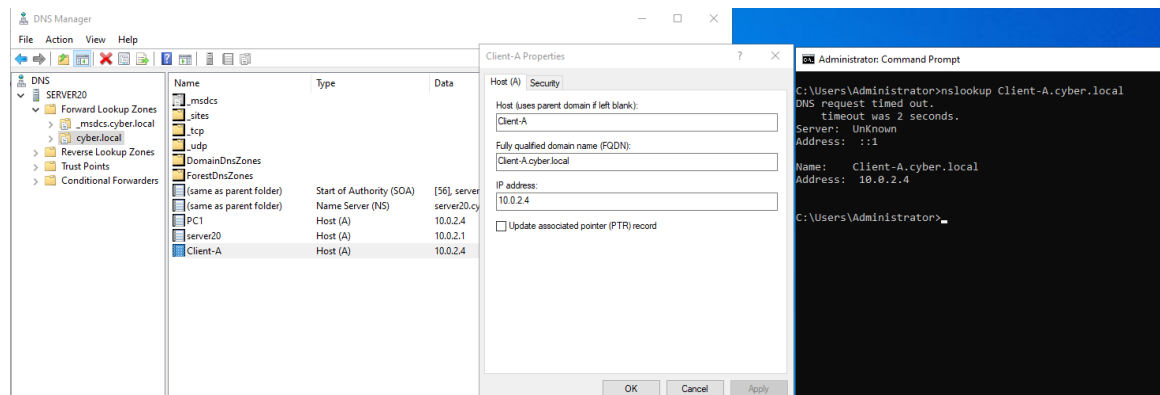 DNS Manager
File Action View Help
DNS
SERVER20
Forward Lookup Zones
_msdcs.cyber.local
cyber.local
Reverse Lookup Zones
Trust Points
Conditional Forwarders
Name Type Data
_msdcs
_sites
_tcp
_udp
DomainDnsZones
ForestDnsZones
(same as parent folder) Start of Authority (SOA) [56], server
(same as parent folder) Name Server (NS) server20.cy
PC1 Host (A) 10.0.2.4
server20 Host (A) 10.0.2.1
Client-A Host (A) 10.0.2.4
Client-A Properties
Host (A) Security
Host (uses parent domain if left blank):
Client-A
Fully qualified domain name (FQDN):
Client-A.cyber.local
IP address:
10.0.2.4
Update associated pointer (PTR) record
OK Cancel Apply
Administrator: Command Prompt
C:\Users\Administrator>nslookup Client-A.cyber.local
DNS request timed out.
timeout was 2 seconds.
Server: UnKnown
Address: ::1
Name: Client-A.cyber.local
Address: 10.0.2.4
C:\Users\Administrator>